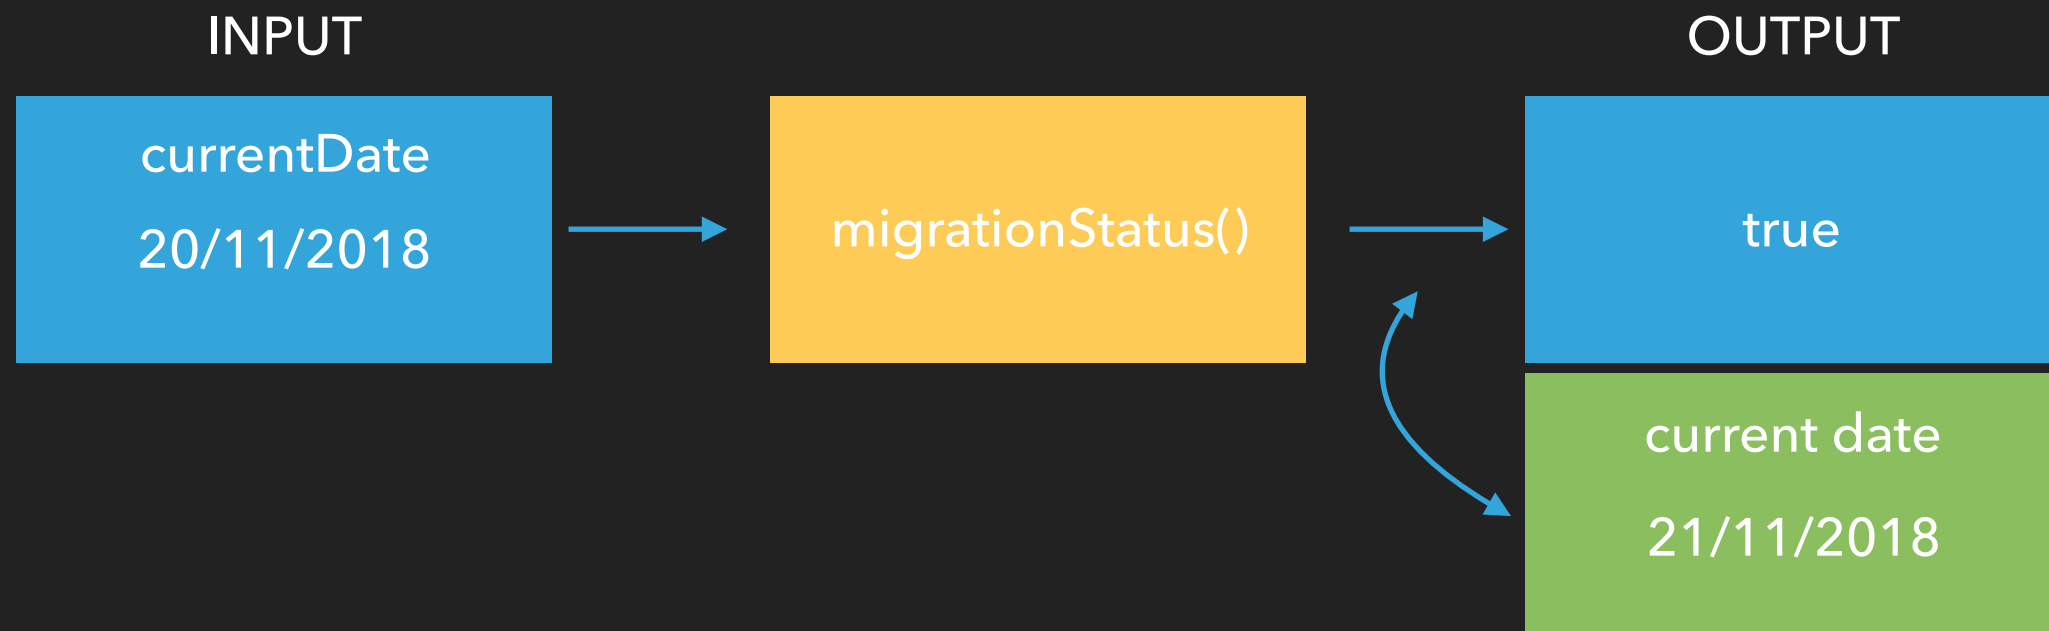 INPUT
OUTPUT
currentDate
20/11/2018
migrationStatus()
true
current date
21/11/2018